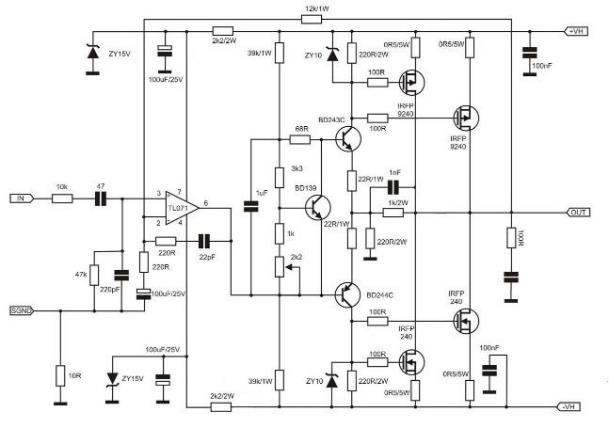 12k/1W
+VH
2k2/2W
ZY15V
100uF/25V
39k/1W
ZY10
220R/2W
0R5/5W
0R5/5W
100nF
100R
IRFP
9240
BD243C
100R
IRFP
9240
68R
1nF
3k3
BD139
22R/1W
1k/2W
IN
10k
47
3
7
TL071
6
2
4
1uF
22R/1W
OUT
1k
220R/2W
100R
220R
22pF
2k2
47k
220R
220pF
100uF/25V
BD244C
IRFP
240
SGND
100R
IRFP
240
100uF/25V
100nF
10R
ZY15V
39k/1W
ZY10
100R
220R/2W
0R5/5W
0R5/5W
2k2/2W
-VH